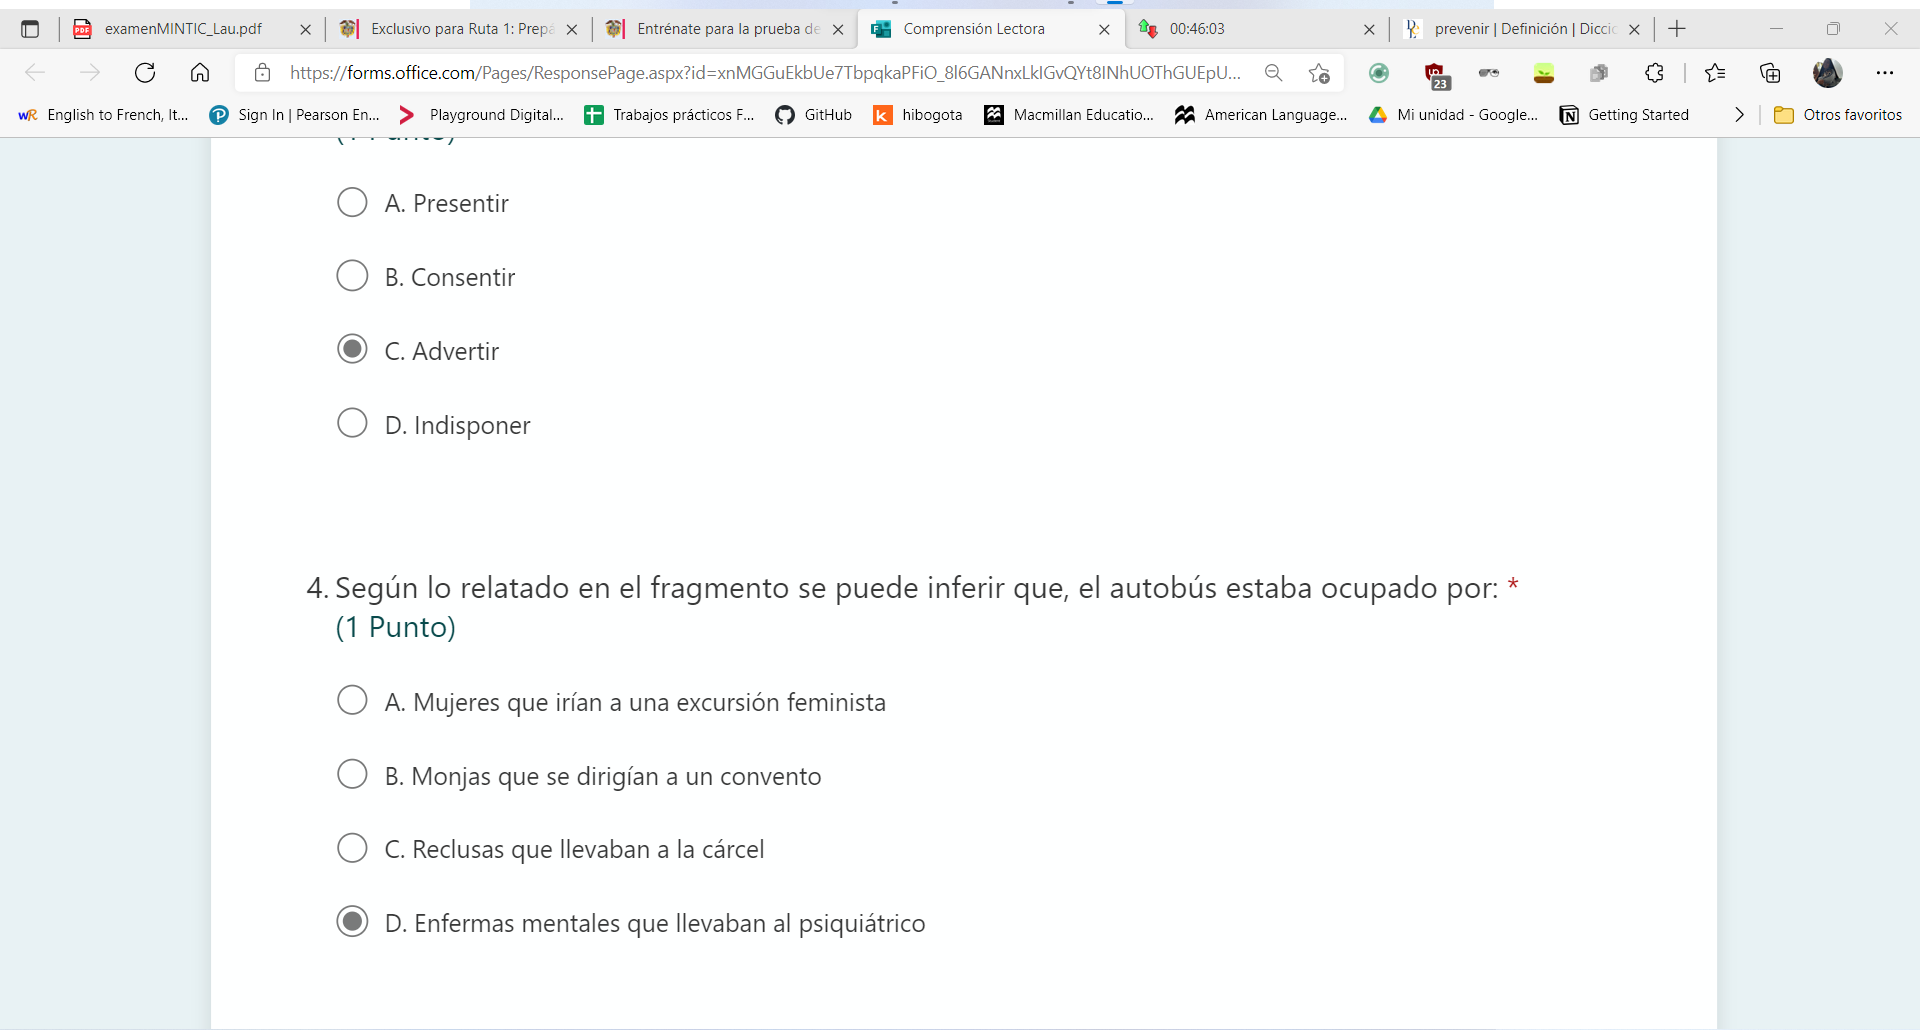 examenMINTIC_Lau.pdf
Exclusivo para Ruta 1: Prepá
Entrénate para la prueba de
Comprensión Lectora
00:46:03
prevenir | Definición | Diccio
https://forms.office.com/Pages/ResponsePage.aspx?id=xnMGGuEkbUe7TbpqkaPFiO_8l6GANnxLkIGvQYt8INhUOThGUEpU...
23
English to French, It...
Sign In | Pearson En...
Playground Digital...
Trabajos prácticos F...
GitHub
hibogota
Macmillan Educatio...
American Language...
Mi unidad - Google...
Getting Started
Otros favoritos
A. Presentir
B. Consentir
C. Advertir
D. Indisponer
4. Según lo relatado en el fragmento se puede inferir que, el autobús estaba ocupado por: *
(1 Punto)
A. Mujeres que irían a una excursión feminista
B. Monjas que se dirigían a un convento
C. Reclusas que llevaban a la cárcel
D. Enfermas mentales que llevaban al psiquiátrico